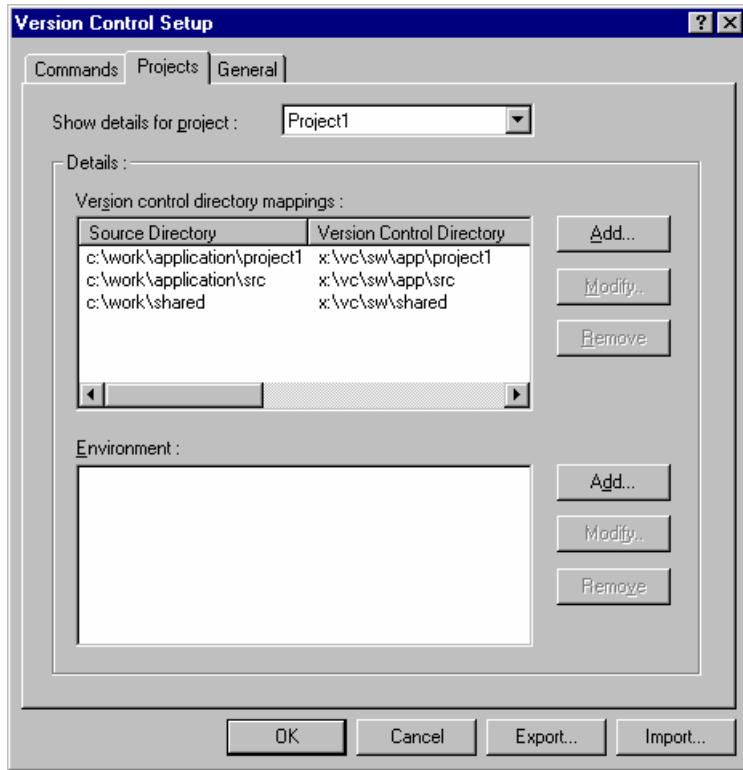 Version Control Setup
Commands Projects General
Show details for project : Project1
Details :
Version control directory mappings :
Source Directory Version Control Directory
c:\work\application\project1 x:\vc\sw\app\project1
c:\work\application\src x:\vc\sw\app\src
c:\work\shared x:\vc\sw\shared
Add...
Modify..
Remove
Environment :
Add...
Modify..
Remove
OK Cancel Export... Import...